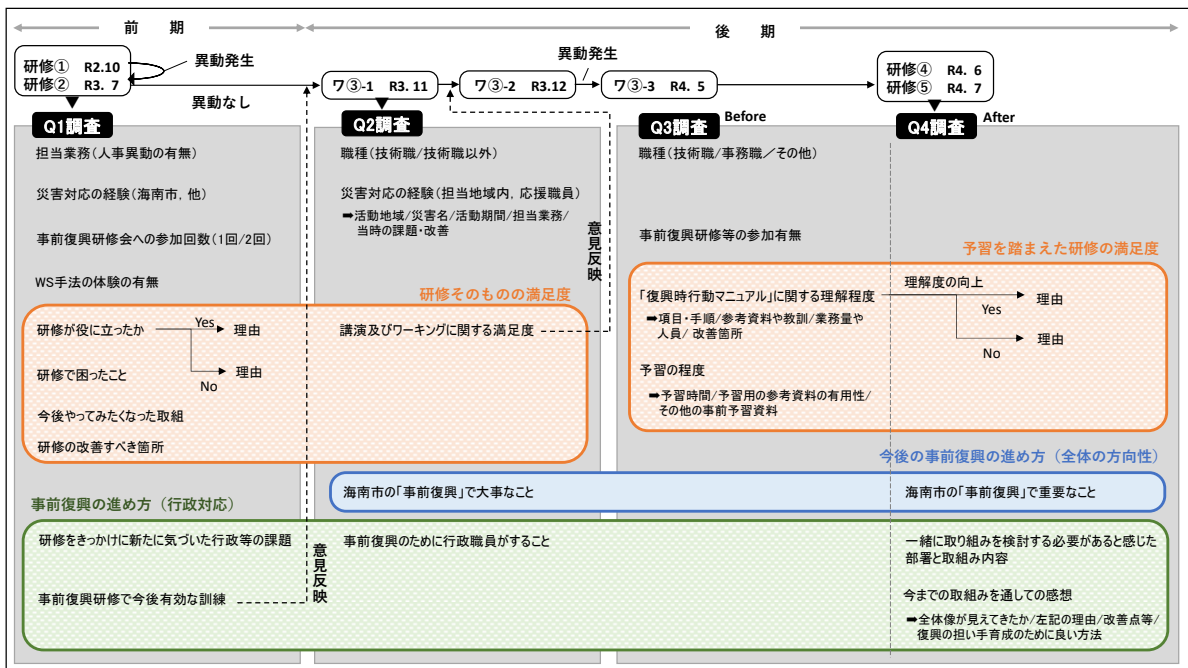 前　期
後　期
研修① R2.10
研修② R3. 7
異動発生
異動なし
ワ③-1 R3. 11
ワ③-2 R3.12
異動発生
ワ③-3 R4. 5
研修④ R4. 6
研修⑤ R4. 7
Q1調査
Q2調査
Q3調査 Before
Q4調査 After
担当業務(人事異動の有無)
災害対応の経験(海南市, 他)
事前復興研修会への参加回数(1回/2回)
WS手法の体験の有無
職種(技術職/技術職以外)
災害対応の経験(担当地域内, 応援職員)
➡活動地域/災害名/活動期間/担当業務/
当時の課題・改善
意見反映
職種(技術職/事務職／その他)
事前復興研修等の参加有無
研修そのものの満足度
研修が役に立ったか
Yes
理由
No
理由
研修で困ったこと
今後やってみたくなった取組
研修の改善すべき箇所
講演及びワーキングに関する満足度
予習を踏まえた研修の満足度
「復興時行動マニュアル」に関する理解程度
➡項目・手順/参考資料や教訓/業務量や
人員/ 改善箇所
理解度の向上
Yes
理由
No
理由
予習の程度
➡予習時間/予習用の参考資料の有用性/
その他の事前予習資料
今後の事前復興の進め方（全体の方向性）
海南市の「事前復興」で大事なこと
海南市の「事前復興」で重要なこと
事前復興の進め方（行政対応）
研修をきっかけに新たに気づいた行政等の課題
事前復興研修で今後有効な訓練
意見反映
事前復興のために行政職員がすること
一緒に取り組みを検討する必要があると感じた
部署と取組み内容
今までの取組みを通しての感想
➡全体像が見えてきたか/左記の理由/改善点等/
復興の担い手育成のために良い方法